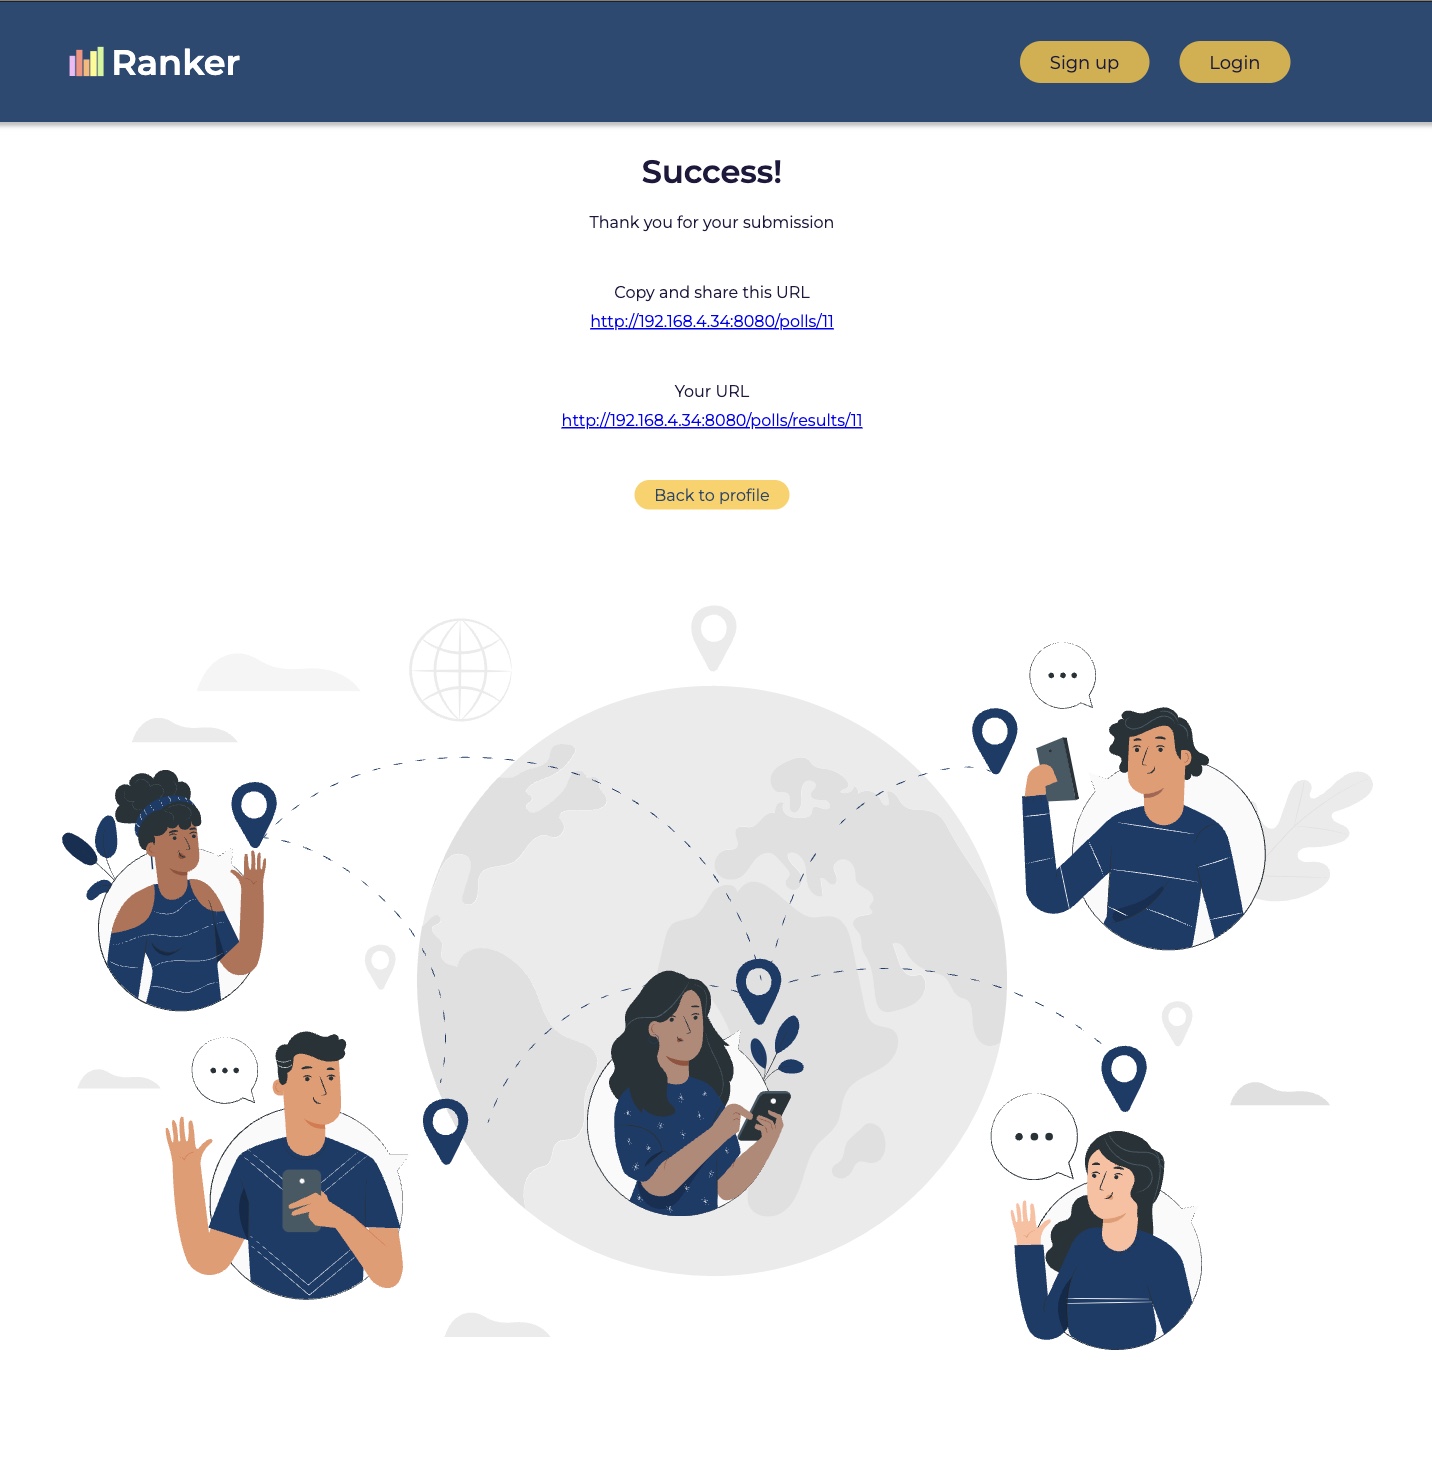 Ranker
Sign up
Login
Success!
Thank you for your submission
Copy and share this URL
http://192.168.4.34:8080/polls/11
Your URL
http://192.168.4.34:8080/polls/results/11
Back to profile